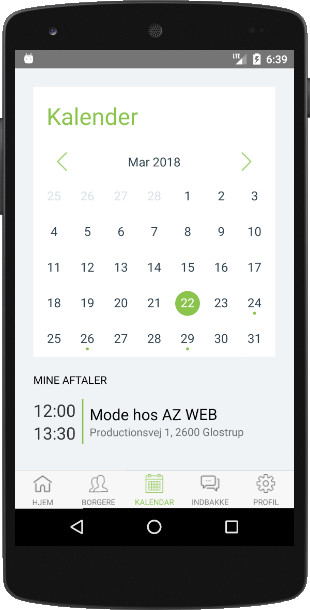 LTE 6:39
Kalender
Mar 2018
25 26 27 28 1 2 3
4 5 6 7 8 9 10
11 12 13 14 15 16 17
18 19 20 21 22 23 24
25 26 27 28 29 30 31
MINE AFTALER
12:00 Mode hos AZ WEB
13:30 Productionsvej 1, 2600 Glostrup
HJEM BORGERE KALENDAR INDBAKKE PROFIL